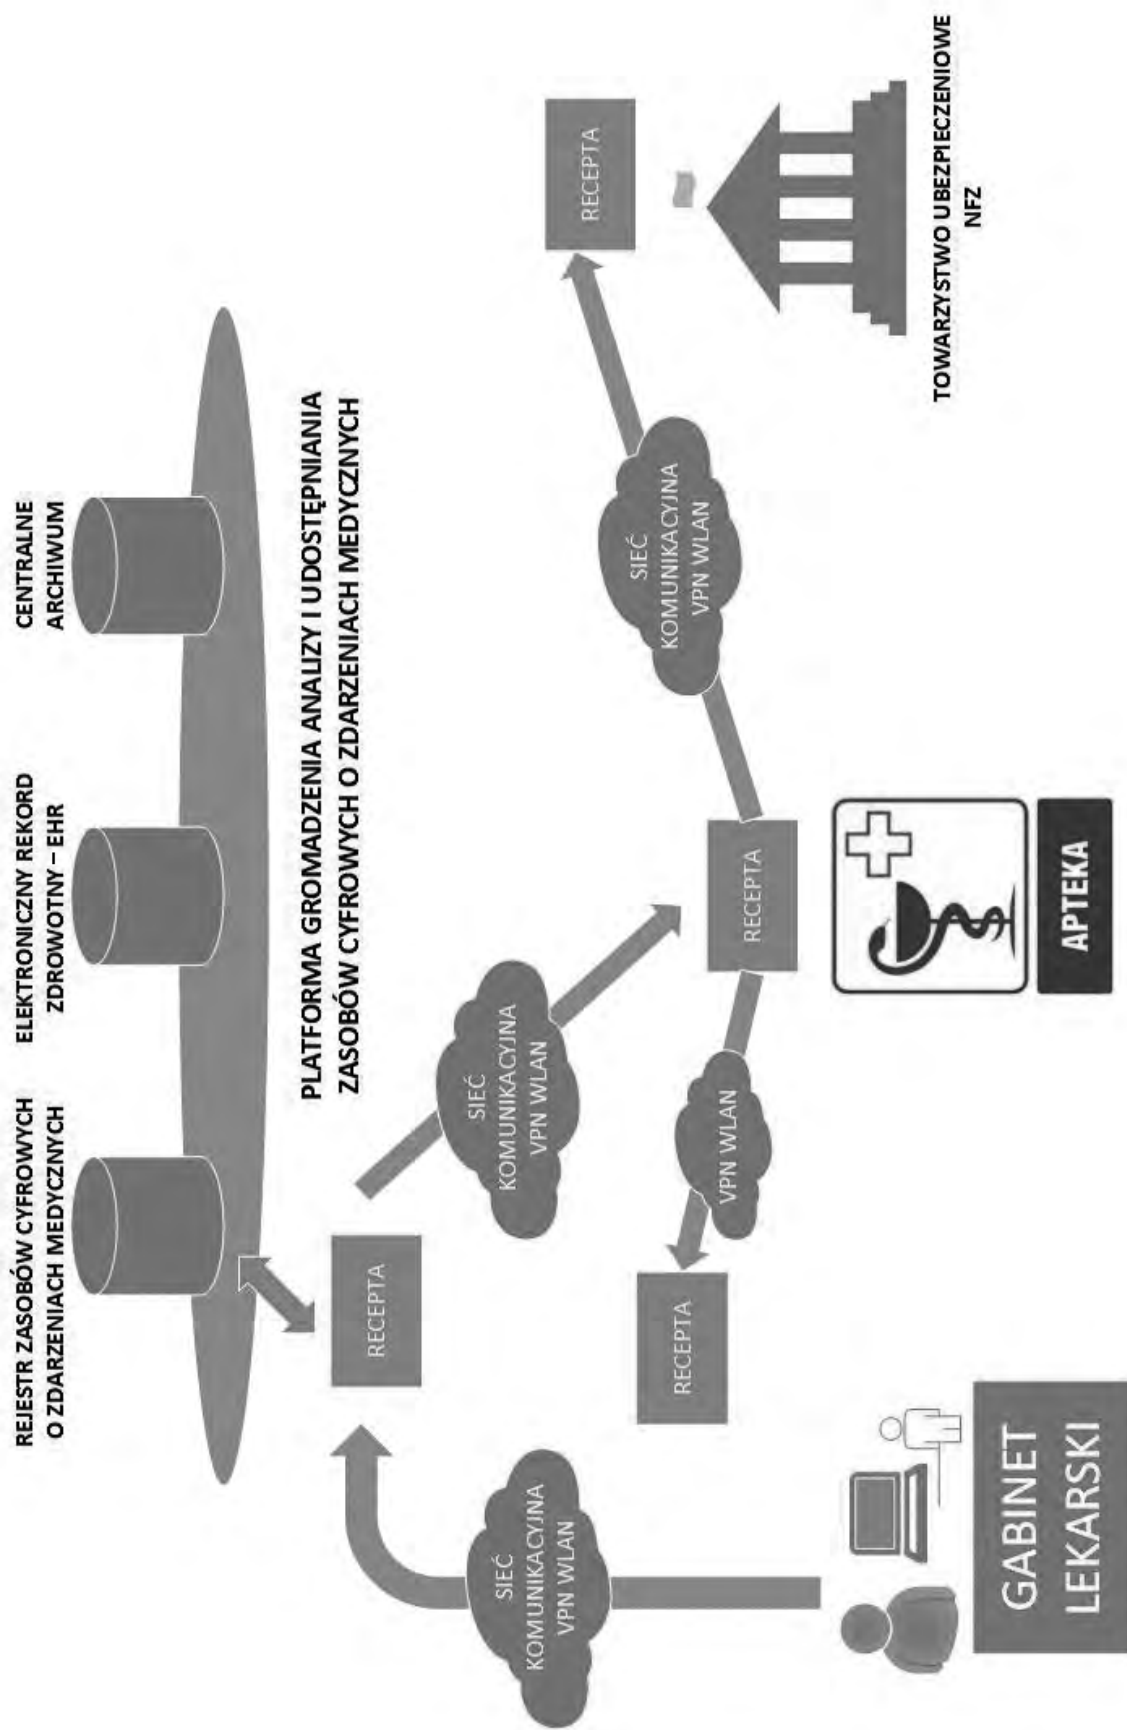 REJESTR ZASOBÓW CYFROWYCH
O ZDARZENIACH MEDYCZNYCH
ELEKTRONICZNY REKORD
ZDROWOTNY – EHR
CENTRALNE
ARCHIWUM
PLATFORMA GROMADZENIA ANALIZY I UDOSTĘPNIANIA
ZASOBÓW CYFROWYCH O ZDARZENIACH MEDYCZNYCH
RECEPTA
SIEĆ
KOMUNIKACYJNA
VPN WLAN
SIEĆ
KOMUNIKACYJNA
VPN WLAN
SIEĆ
KOMUNIKACYJNA
VPN WLAN
RECEPTA
RECEPTA
VPN WLAN
RECEPTA
GABINET
LEKARSKI
APTEKA
TOWARZYSTWO UBEZPIECZENIOWE
NFZ